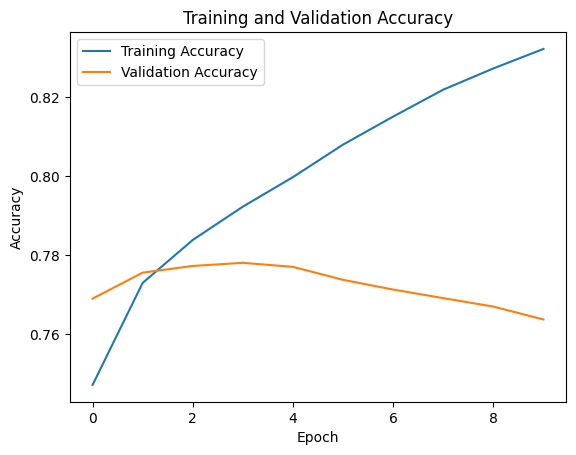 Training and Validation Accuracy
Training Accuracy
Validation Accuracy
0.82
0.80
0.78
0.76
Accuracy
0 2 4 6 8
Epoch